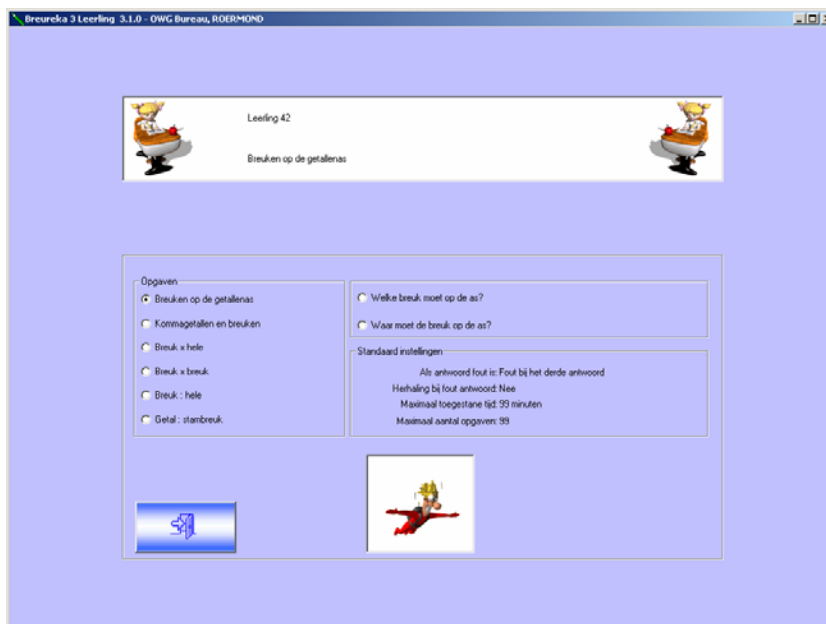 Breureka 3 Leerling 3.1.0 - OWG Bureau, ROERMOND
Leerling 42
Breuken op de getallenas
Opgaven
Breuken op de getallenas
Kommagetallen en breuken
Breuk x hele
Breuk x breuk
Breuk : hele
Getal : stambreuk
Welke breuk moet op de as?
Waar moet de breuk op de as?
Standaard instellingen
Als antwoord fout is: Fout bij het derde antwoord
Herhaling bij fout antwoord: Nee
Maximaal toegestane tijd: 99 minuten
Maximaal aantal opgaven: 99